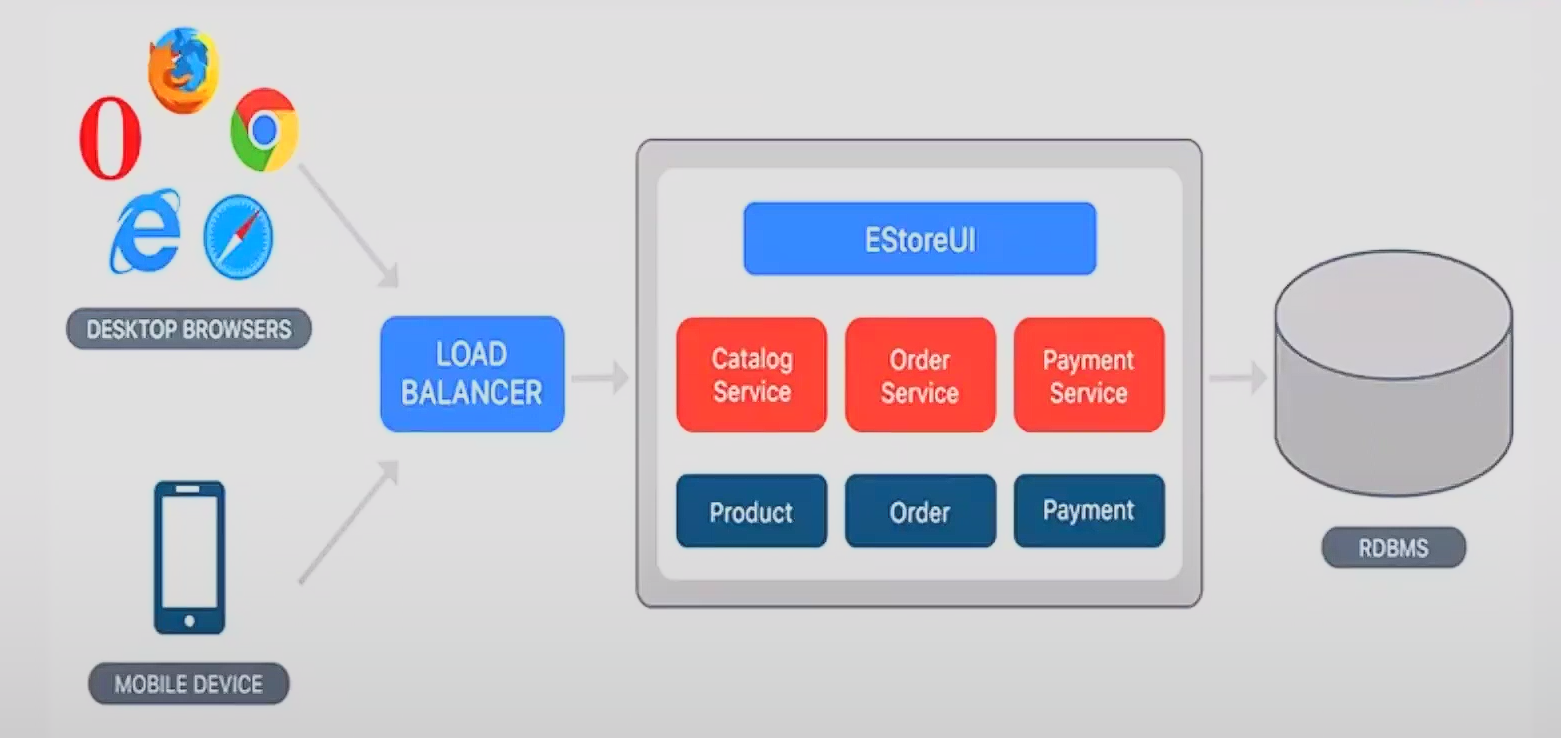 DESKTOP BROWSERS
LOAD
BALANCER
EStoreUI
Catalog
Service
Order
Service
Payment
Service
Product
Order
Payment
RDBMS
MOBILE DEVICE